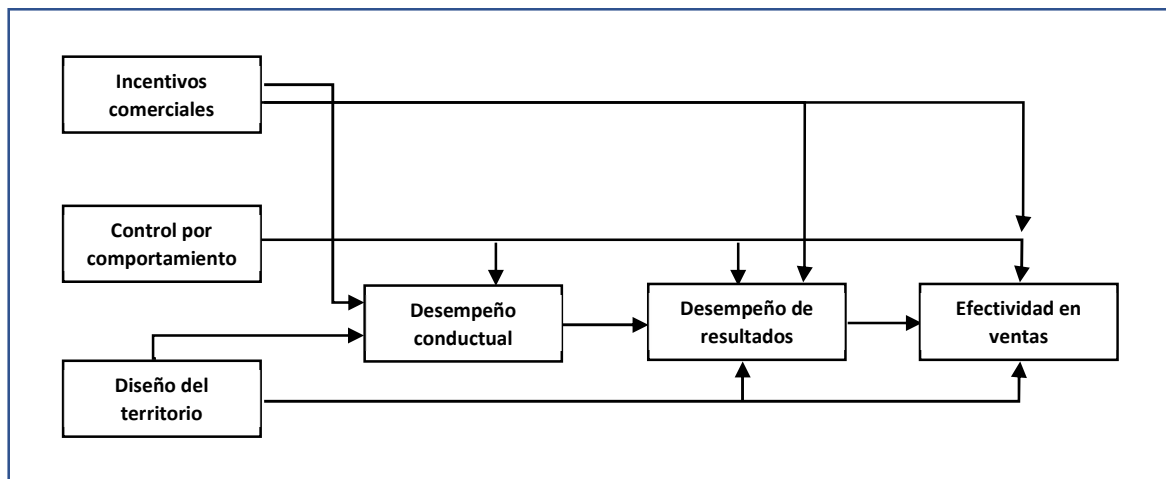 Incentivos
comerciales
Control por
comportamiento
Desempeño
conductual
Desempeño de
resultados
Efectividad en
ventas
Diseño del
territorio